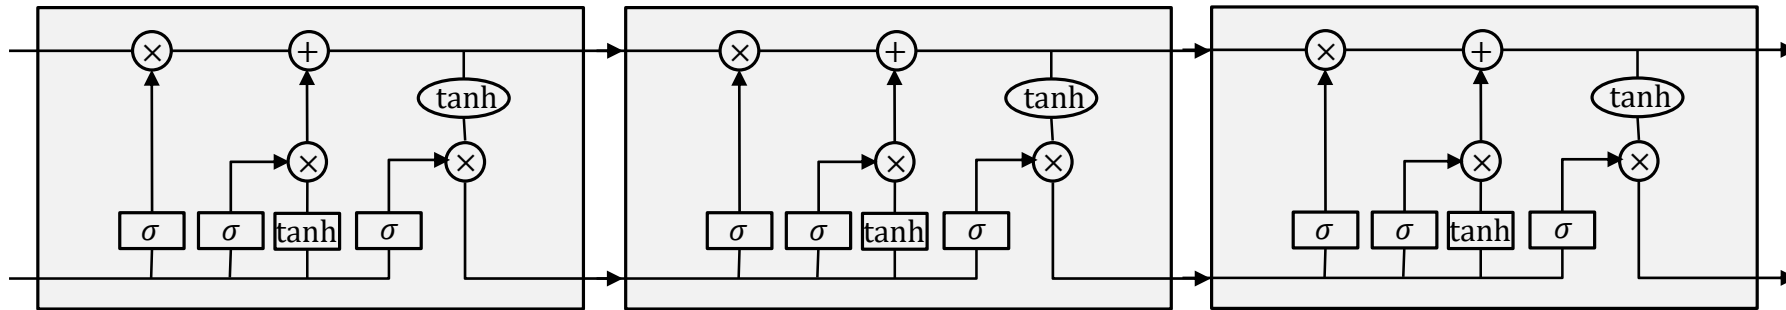 × + × + × +
tanh tanh tanh
× × × × × ×
σ σ tanh σ σ σ tanh σ σ σ tanh σ